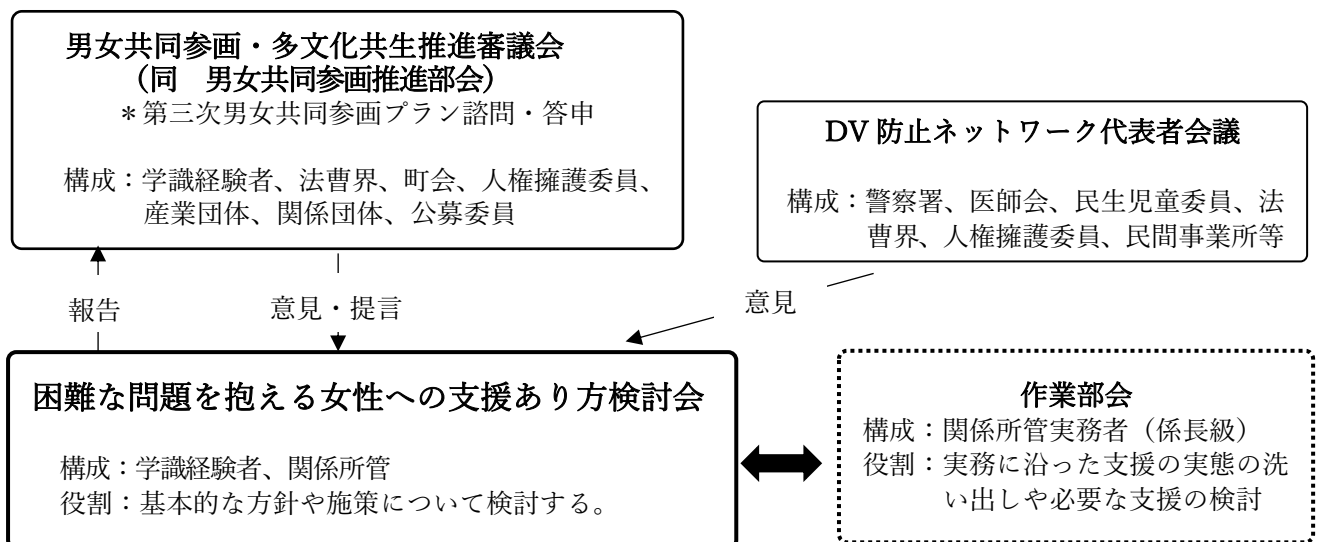 男女共同参画・多文化共生推進審議会
（同　男女共同参画推進部会）
＊第三次男女共同参画プラン諮問・答申
構成：学識経験者、法曹界、町会、人権擁護委員、
産業団体、関係団体、公募委員
DV 防止ネットワーク代表者会議
構成：警察署、医師会、民生児童委員、法
曹界、人権擁護委員、民間事業所等
報告
意見・提言
意見
困難な問題を抱える女性への支援あり方検討会
構成：学識経験者、関係所管
役割：基本的な方針や施策について検討する。
作業部会
構成：関係所管実務者（係長級）
役割：実務に沿った支援の実態の洗
い出しや必要な支援の検討